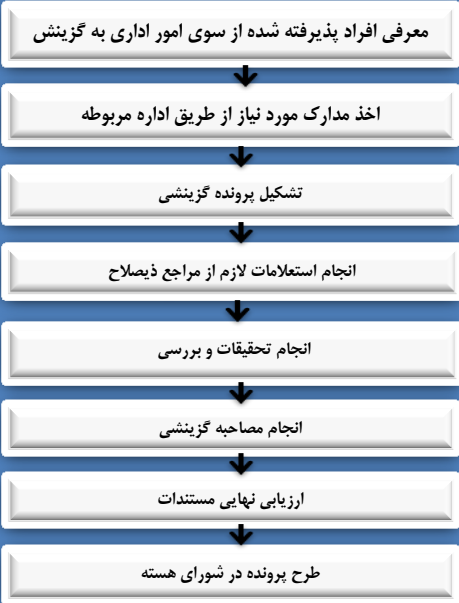 معرفی افراد پذیرفته شده از سوی امور اداری به گزینش
اخذ مدارک مورد نیاز از طریق اداره مربوطه
تشکیل پرونده گزینشی
انجام استعلامات لازم از مراجع ذیصلاح
انجام تحقیقات و بررسی
انجام مصاحبه گزینشی
ارزیابی نهایی مستندات
طرح پرونده در شورای هسته